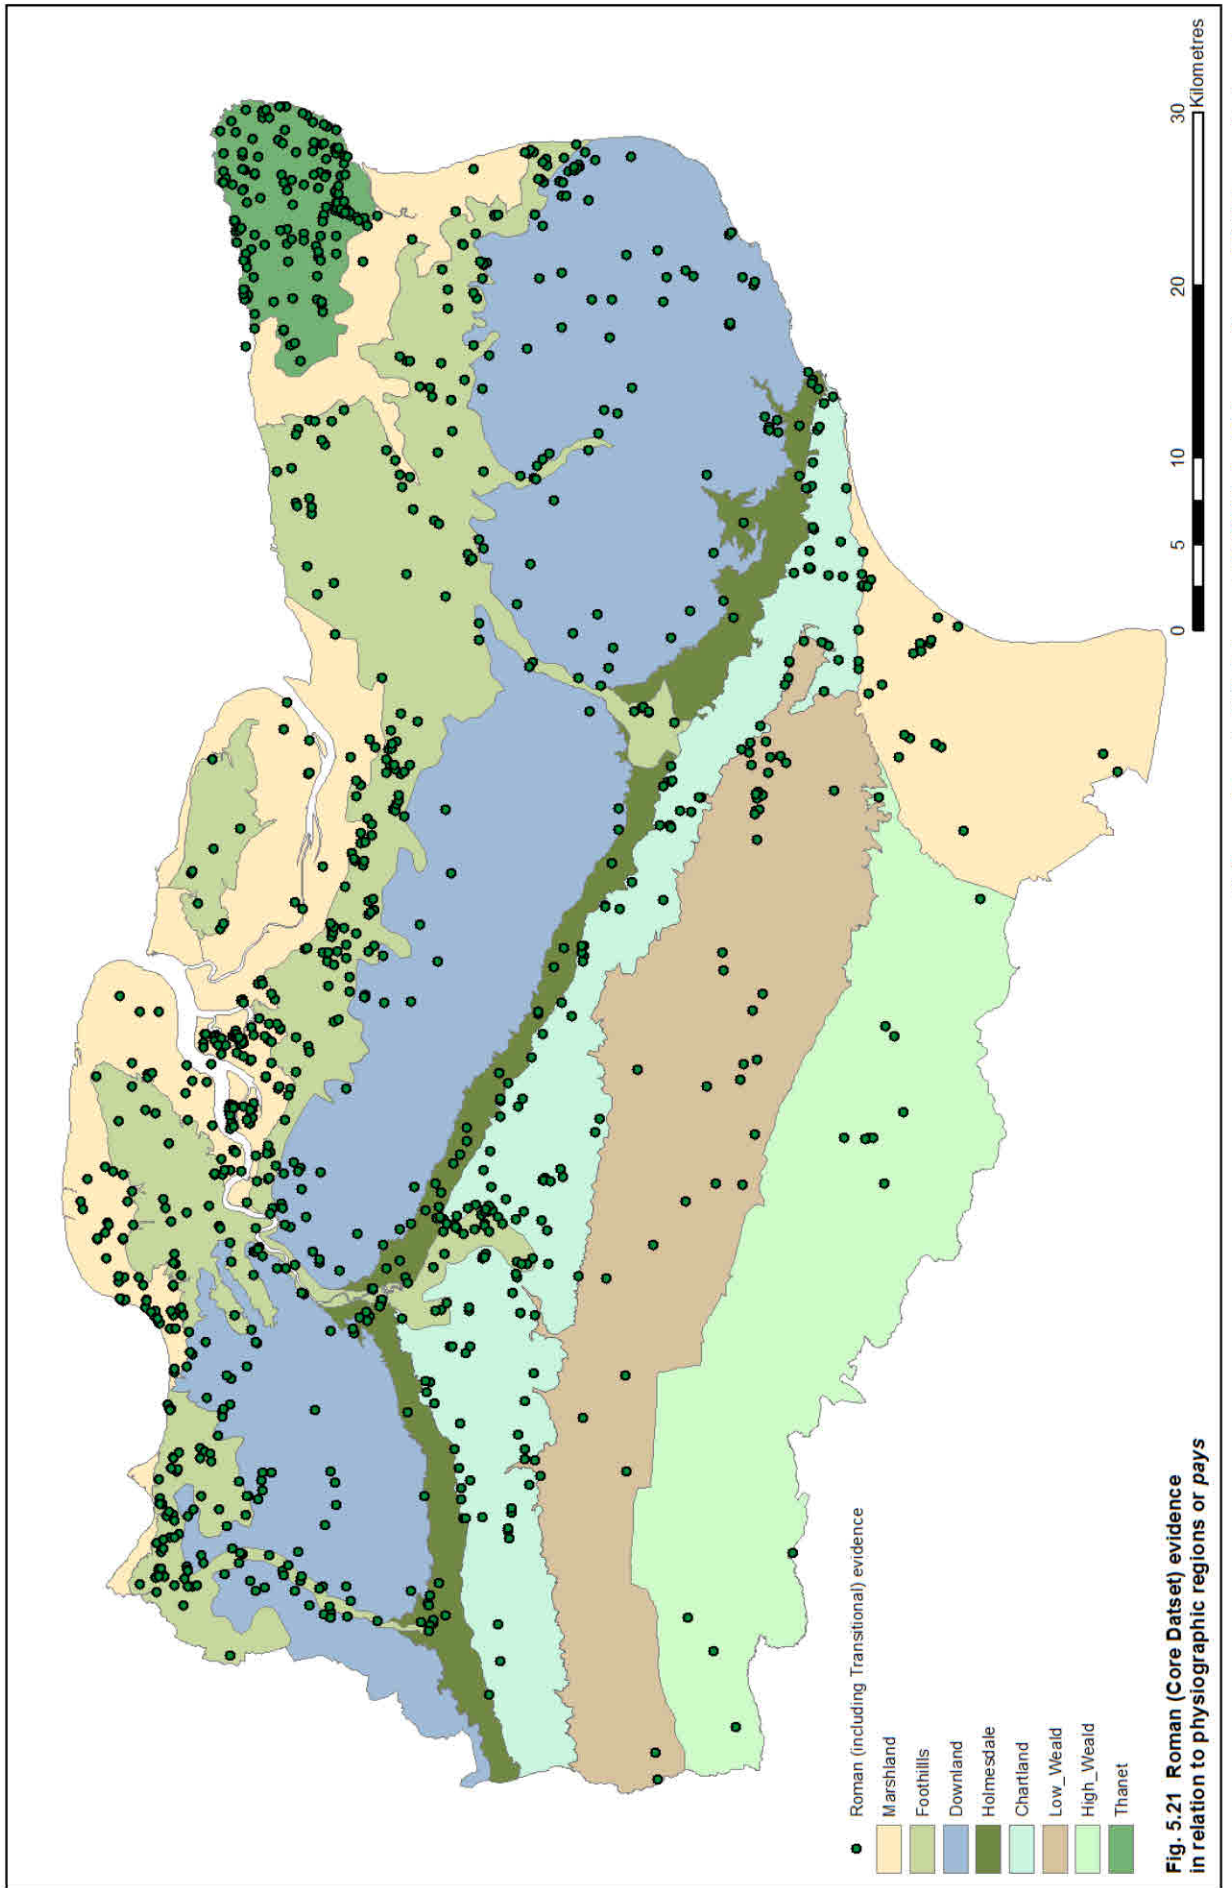 Roman (including Transitional) evidence
Marshland
Foothills
Downland
Holmesdale
Chartland
Low_Weald
High_Weald
Thanet
Fig. 5.21 Roman (Core Datset) evidence
in relation to physiographic regions or pays
0 5 10 20 30
Kilometres